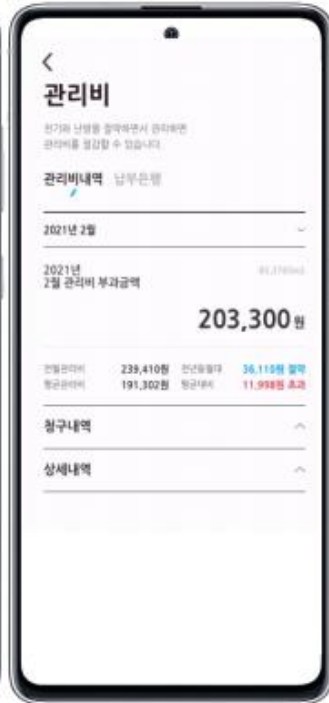 관리비
전기와 난방을 절약하면서 관리하면
관리비를 절감할 수 있습니다.
관리비내역 납부은행
2021년 2월
2021년
2월 관리비 부과금액
203,300 원
전월관리비 239,410원 전년동월대 36,110원 절약
평균관리비 191,302원 평균대비 11,998원 초과
청구내역
상세내역